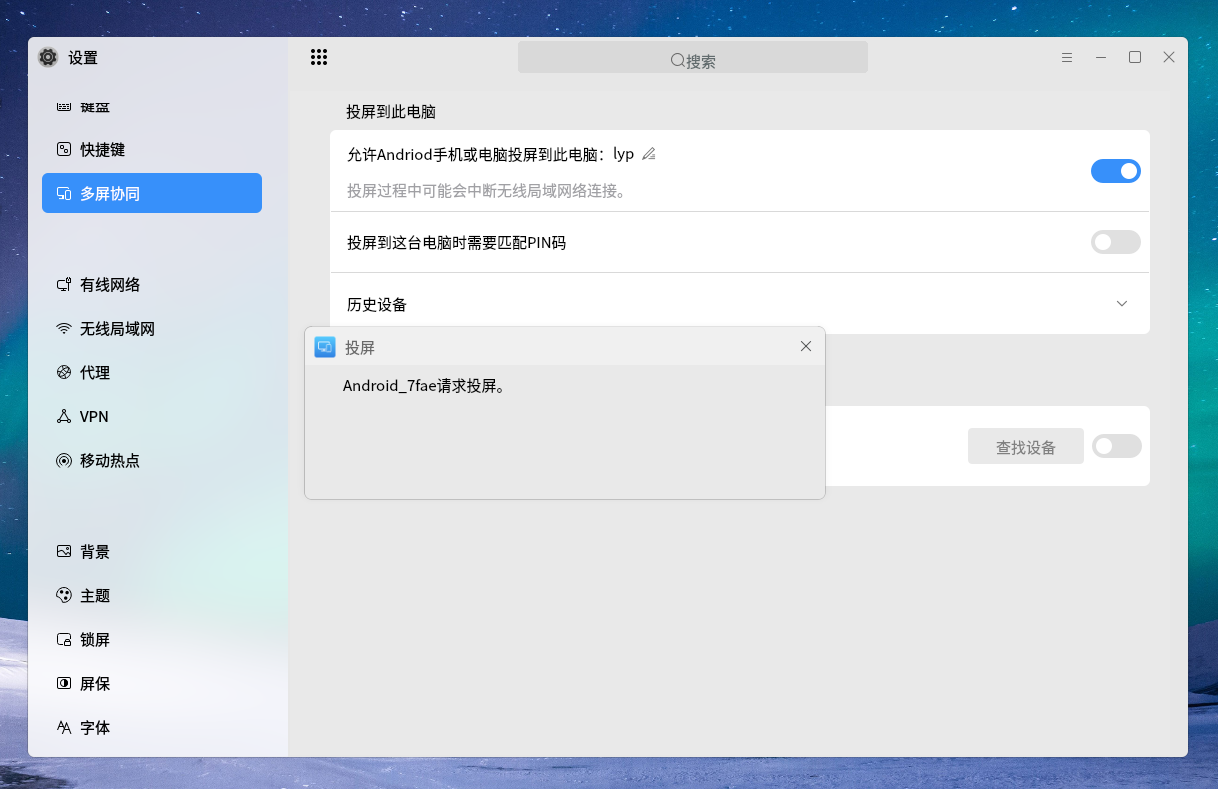 设置
搜索
键盘
快捷键
多屏协同
有线网络
无线局域网
代理
VPN
移动热点
背景
主题
锁屏
屏保
字体
投屏到此电脑
允许Andriod手机或电脑投屏到此电脑：lyp
投屏过程中可能会中断无线局域网络连接。
投屏到这台电脑时需要匹配PIN码
历史设备
投屏
Android_7fae请求投屏。
查找设备